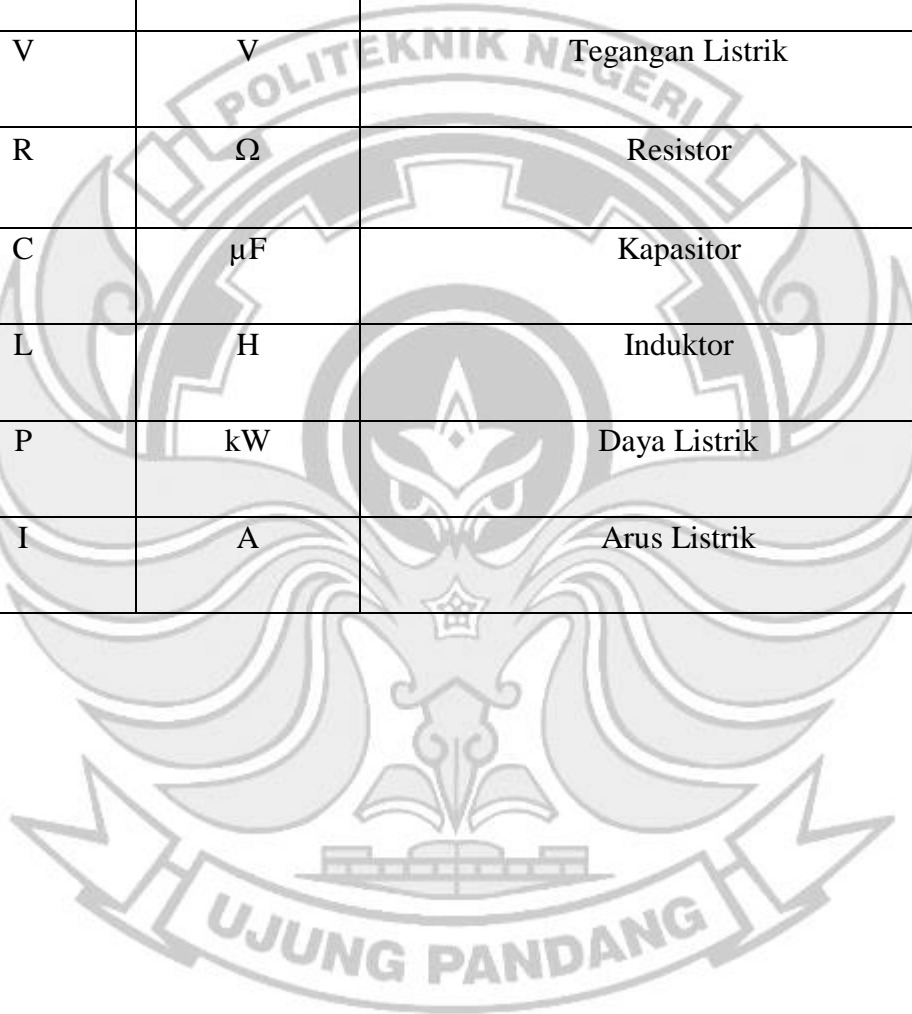 POLITEKNIK NEGERI
V V Tegangan Listrik
R Ω Resistor
C µF Kapasitor
L H Induktor
P kW Daya Listrik
I A Arus Listrik
UJUNG PANDANG